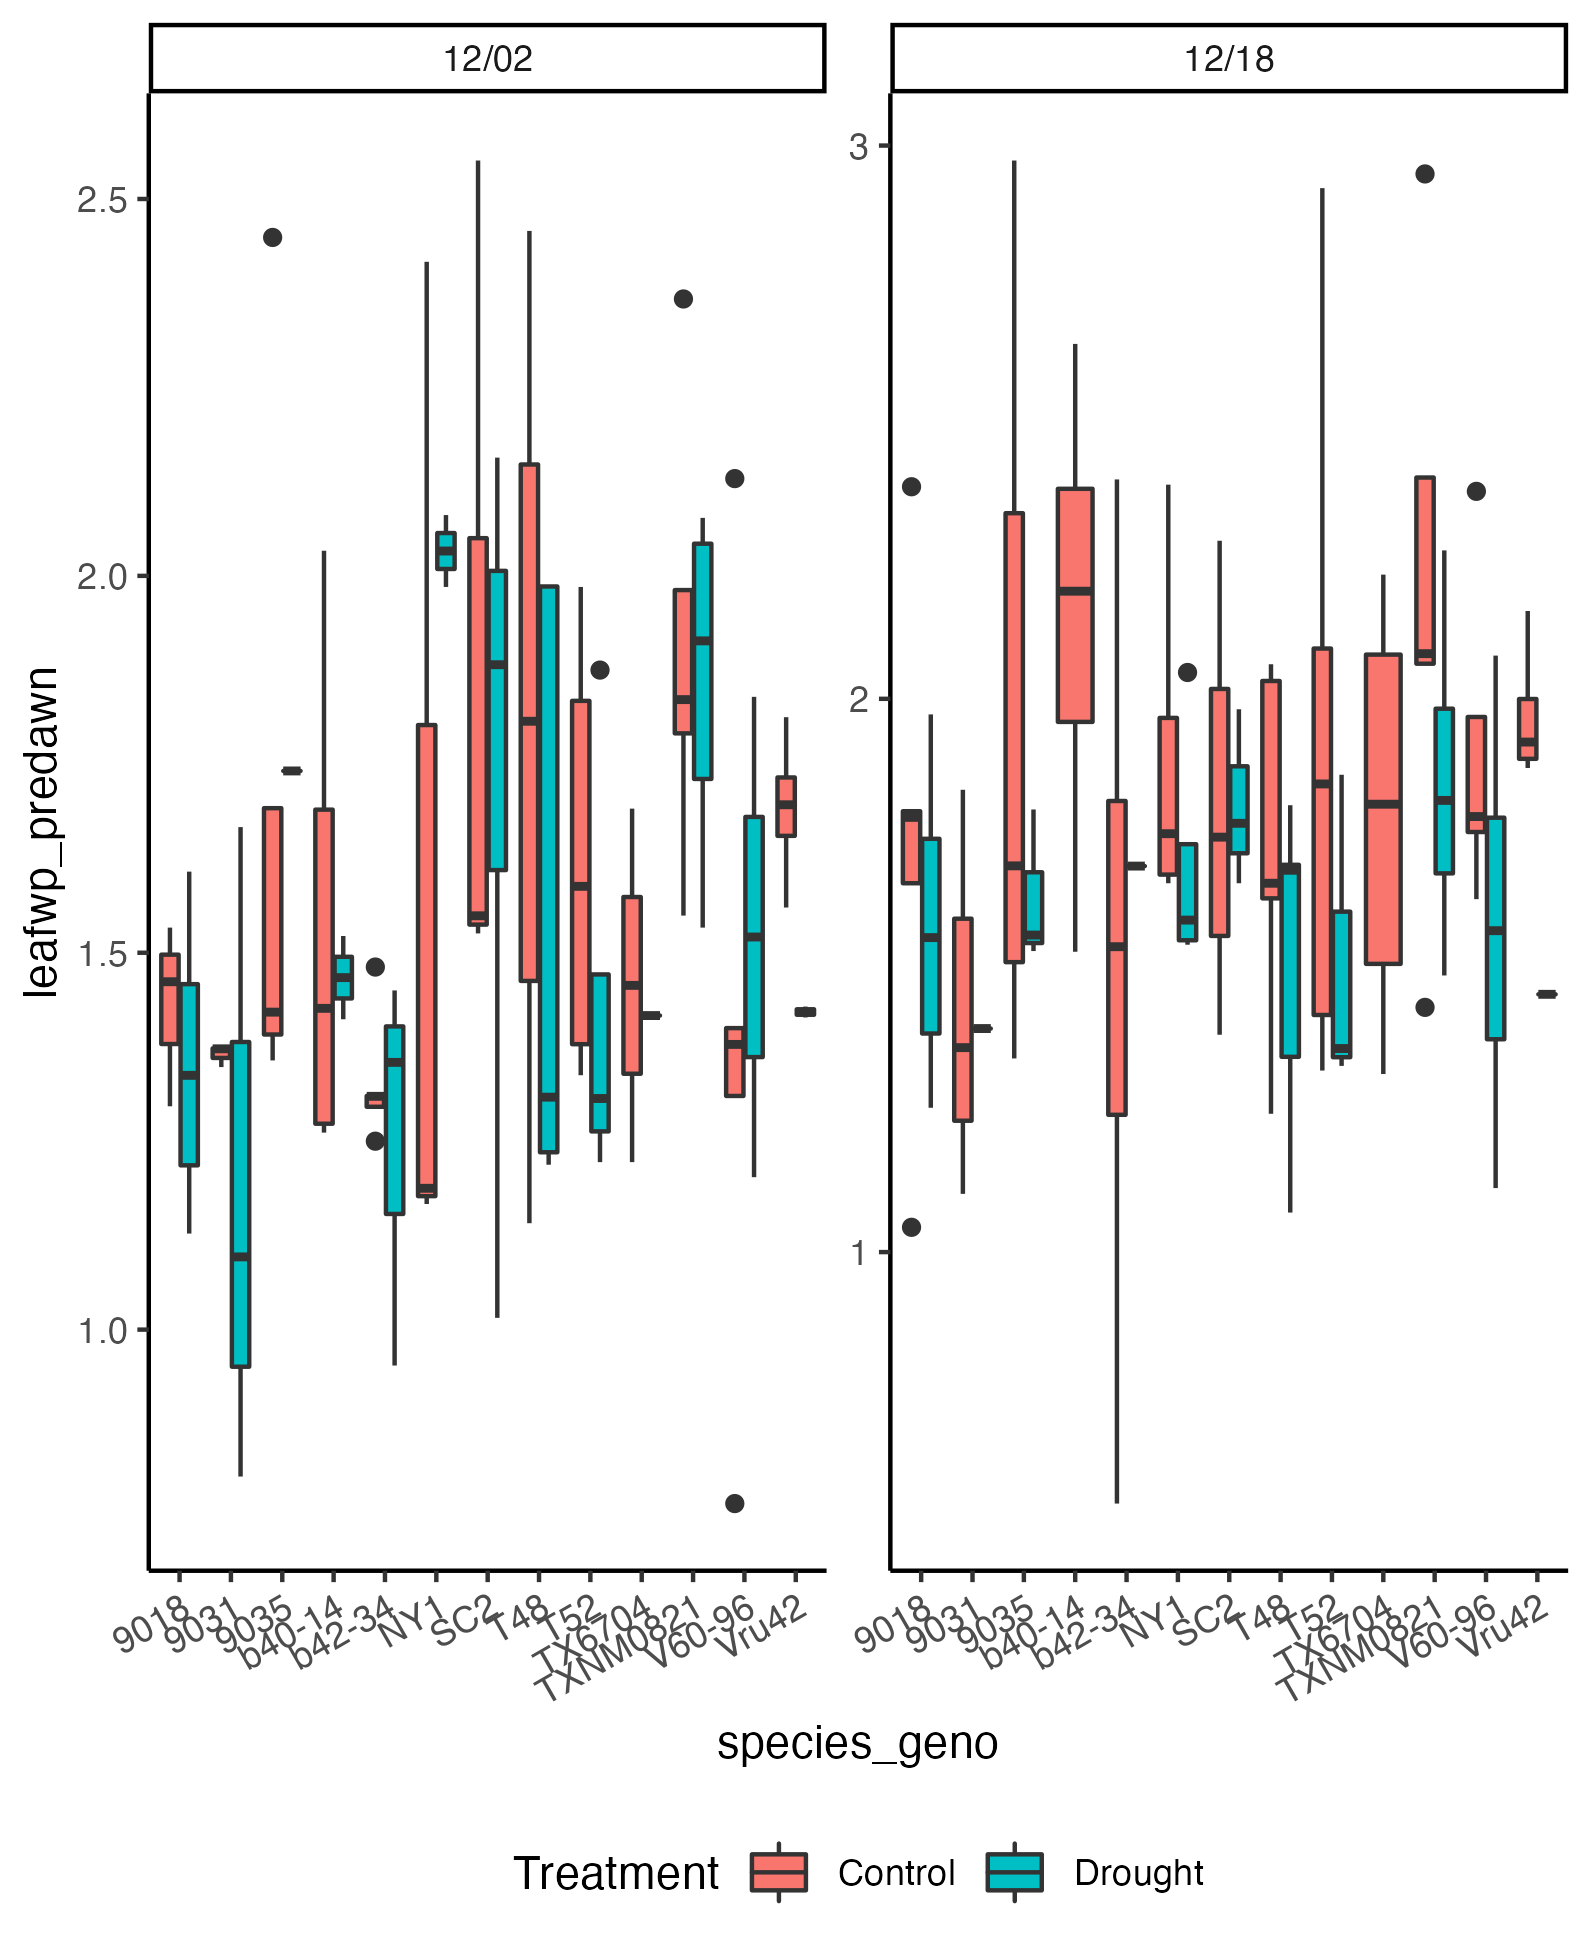 12/02
12/18
leafwp_predawn
2.5
2.0
1.5
1.0
3
2
1
9018
9031
9035
b40-14
b42-34
NY1
SC2
T48
T52
TX6704
TXNM0821
V60-96
Vru42
9018
9031
9035
b40-14
b42-34
NY1
SC2
T48
T52
TX6704
TXNM0821
V60-96
Vru42
species_geno
Treatment Control Drought